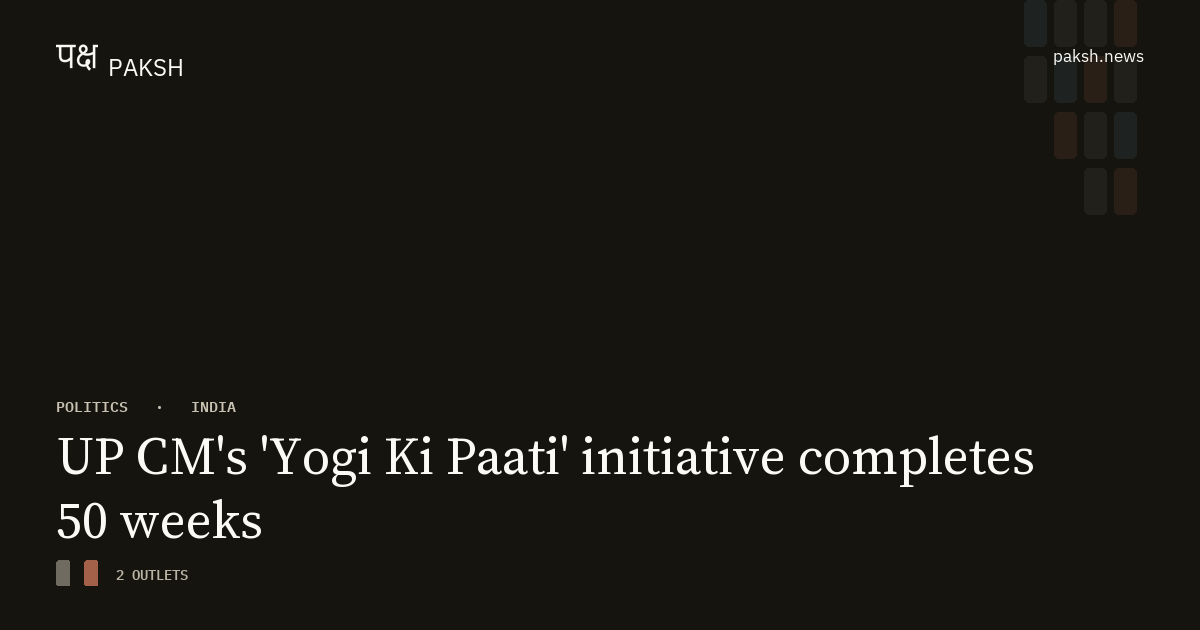 पक्ष PAKSH
paksh.news
POLITICS · INDIA
UP CM's 'Yogi Ki Paati' initiative completes
50 weeks
2 OUTLETS